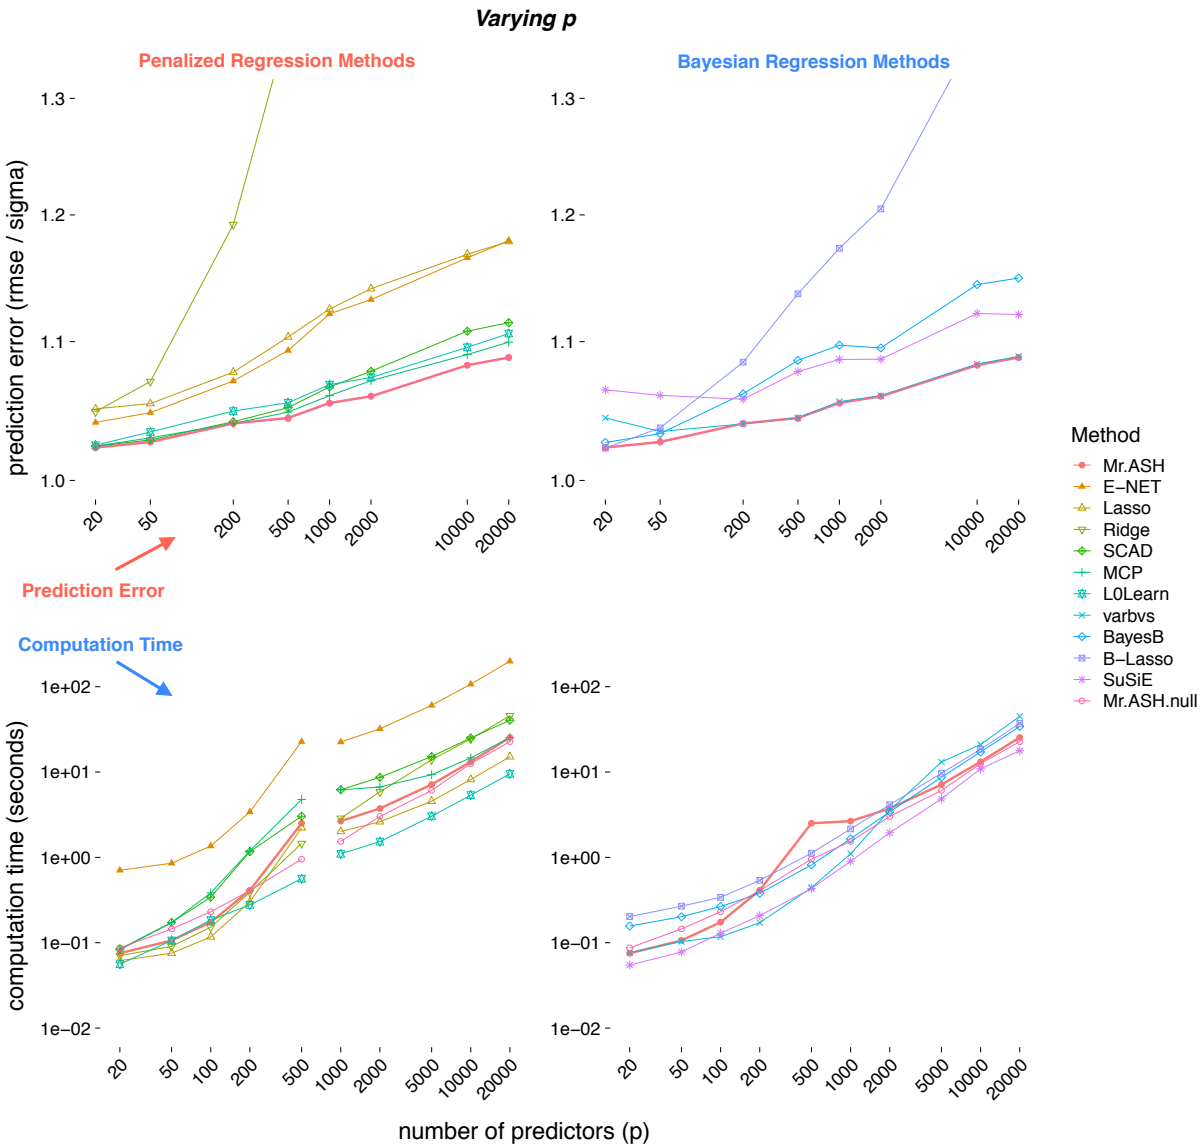 Varying p
Penalized Regression Methods
Bayesian Regression Methods
prediction error (rmse / sigma)
1.3
1.2
1.1
1.0
20 50 200 500 1000 2000 10000 20000
1.3
1.2
1.1
1.0
20 50 200 500 1000 2000 10000 20000
Prediction Error
Computation Time
computation time (seconds)
1e+02
1e+01
1e+00
1e−01
1e−02
20 50 100 200 500 1000 2000 5000 10000 20000
1e+02
1e+01
1e+00
1e−01
1e−02
20 50 100 200 500 1000 2000 5000 10000 20000
number of predictors (p)
Method
Mr.ASH
E−NET
Lasso
Ridge
SCAD
MCP
L0Learn
varbvs
BayesB
B−Lasso
SuSiE
Mr.ASH.null